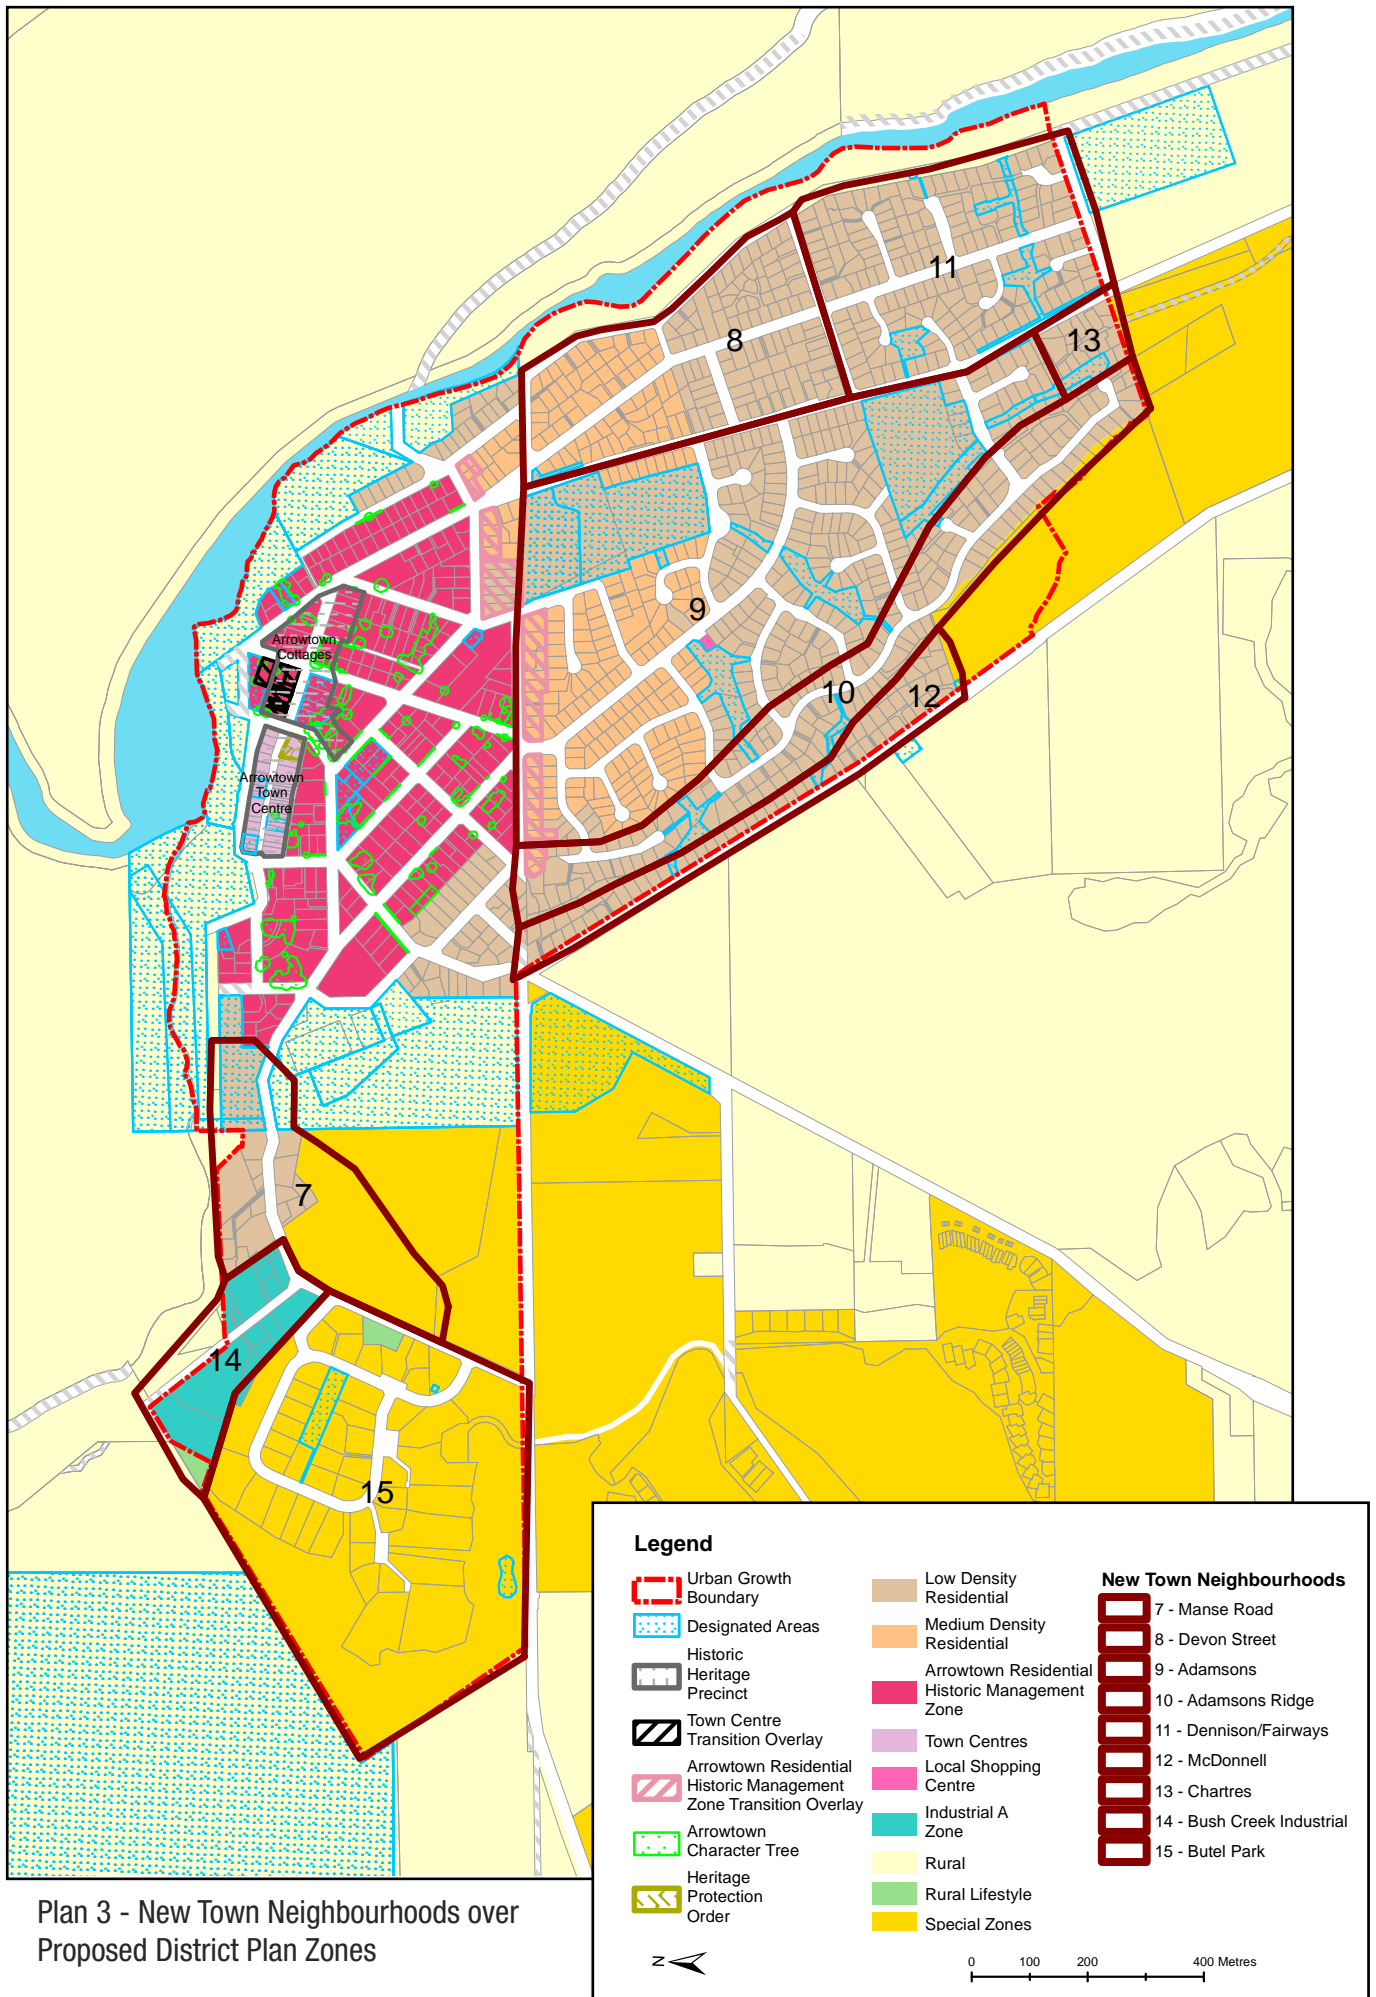 11
8
13
9
Arrowtown
Cottages
10
12
Arrowtown
Town
Centre
7
14
15
Legend
Urban Growth
Boundary
Designated Areas
Historic
Heritage
Precinct
Town Centre
Transition Overlay
Arrowtown Residential
Historic Management
Zone Transition Overlay
Arrowtown
Character Tree
Heritage
Protection
Order
Low Density
Residential
Medium Density
Residential
Arrowtown Residential
Historic Management
Zone
Town Centres
Local Shopping
Centre
Industrial A
Zone
Rural
Rural Lifestyle
Special Zones
New Town Neighbourhoods
7 - Manse Road
8 - Devon Street
9 - Adamsons
10 - Adamsons Ridge
11 - Dennison/Fairways
12 - McDonnell
13 - Chartres
14 - Bush Creek Industrial
15 - Butel Park
N
0 100 200 400 Metres
Plan 3 - New Town Neighbourhoods over
Proposed District Plan Zones